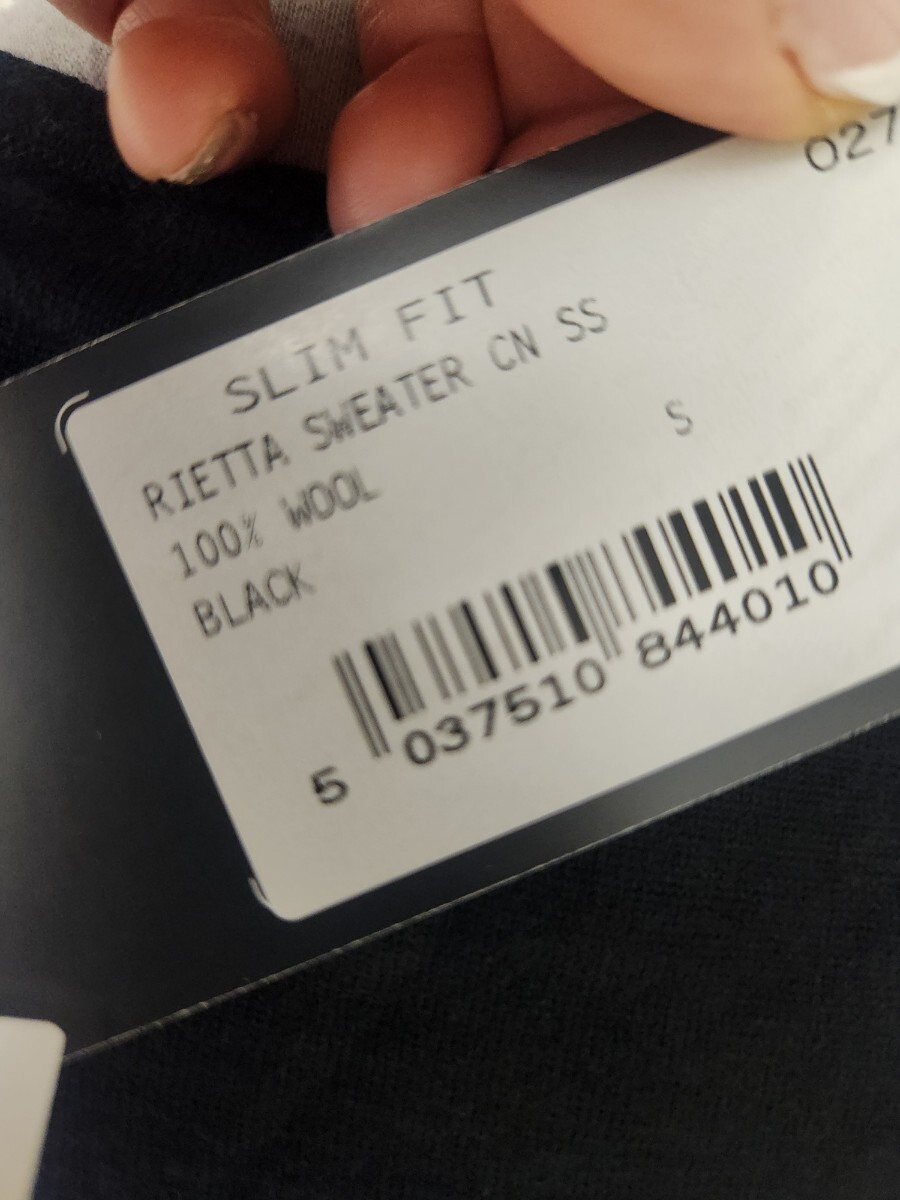 027
SLIM FIT
RIETTA SWEATER CN SS
100% WOOL
S
BLACK
5 037510 844010